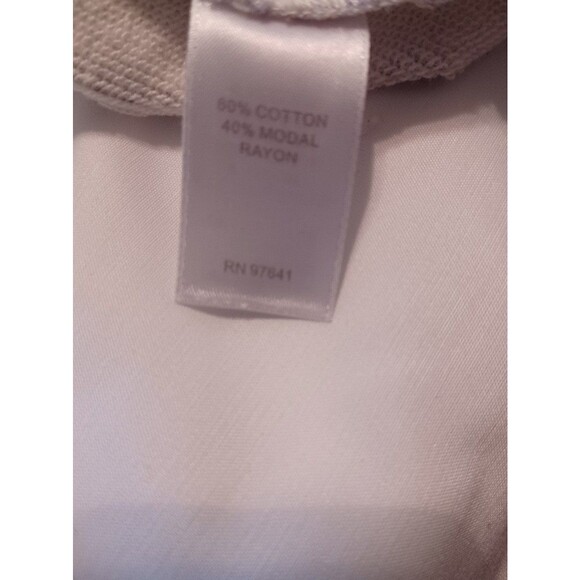 60% COTTON
40% MODAL
RAYON
RN 97841